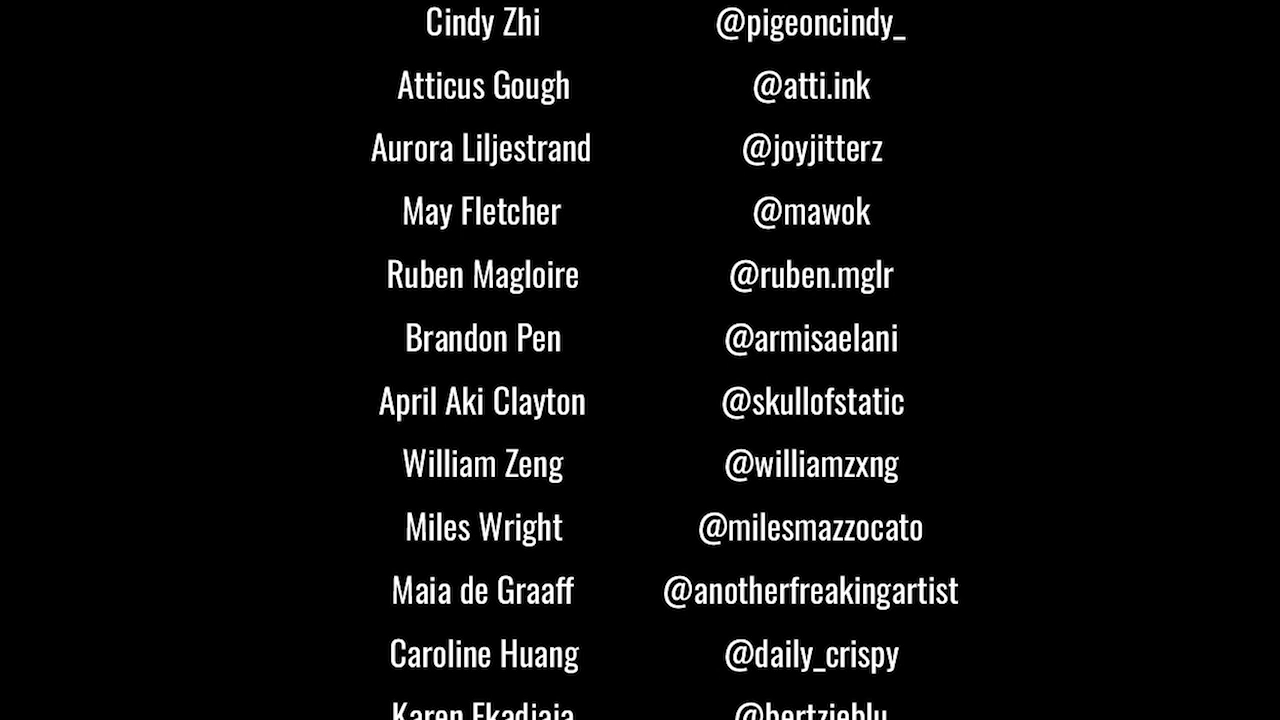 Cindy Zhi @pigeoncindy_
Atticus Gough @atti.ink
Aurora Liljestrand @joyjitterz
May Fletcher @mawok
Ruben Magloire @ruben.mglr
Brandon Pen @armisaelani
April Aki Clayton @skullofstatic
William Zeng @williamzxng
Miles Wright @milesmazzocato
Maia de Graaff @anotherfreakingartist
Caroline Huang @daily_crispy
Karen